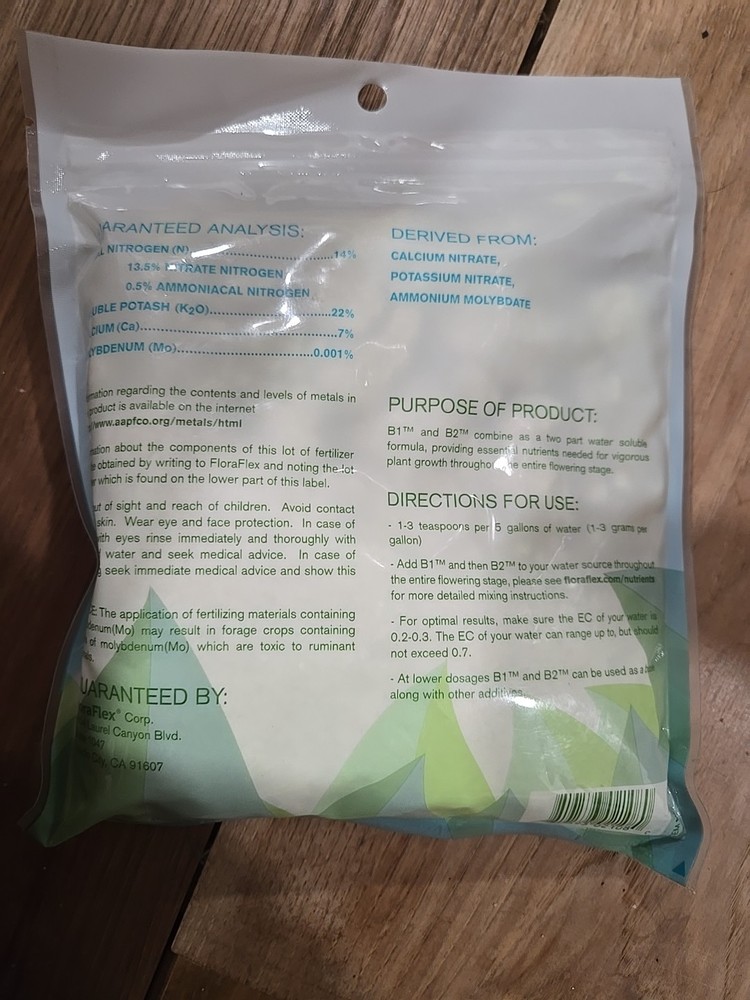 ARANTEED ANALYSIS:
L NITROGEN (N)..........14%
13.5% NITRATE NITROGEN
0.5% AMMONIACAL NITROGEN
UBLE POTASH (K2O)..........22%
CIUM (Ca)..........7%
YBDENUM (Mo)..........0.001%
rmation regarding the contents and levels of metals in
product is available on the internet
/www.aapfco.org/metals/html
mation about the components of this lot of fertilizer
e obtained by writing to FloraFlex and noting the lot
er which is found on the lower part of this label.
ut of sight and reach of children. Avoid contact
skin. Wear eye and face protection. In case of
ith eyes rinse immediately and thoroughly with
water and seek medical advice. In case of
g seek immediate medical advice and show this
E: The application of fertilizing materials containing
denum(Mo) may result in forage crops containing
of molybdenum(Mo) which are toxic to ruminant
ls.
UARANTEED BY:
raFlex® Corp.
Laurel Canyon Blvd.
047
City, CA 91607
DERIVED FROM:
CALCIUM NITRATE,
POTASSIUM NITRATE,
AMMONIUM MOLYBDATE
PURPOSE OF PRODUCT:
B1™ and B2™ combine as a two part water soluble
formula, providing essential nutrients needed for vigorous
plant growth throughout the entire flowering stage.
DIRECTIONS FOR USE:
- 1-3 teaspoons per 5 gallons of water (1-3 grams per
gallon)
- Add B1™ and then B2™ to your water source throughout
the entire flowering stage, please see floraflex.com/nutrients
for more detailed mixing instructions.
- For optimal results, make sure the EC of your water is
0.2-0.3. The EC of your water can range up to, but should
not exceed 0.7.
- At lower dosages B1™ and B2™ can be used as a base
along with other additives.